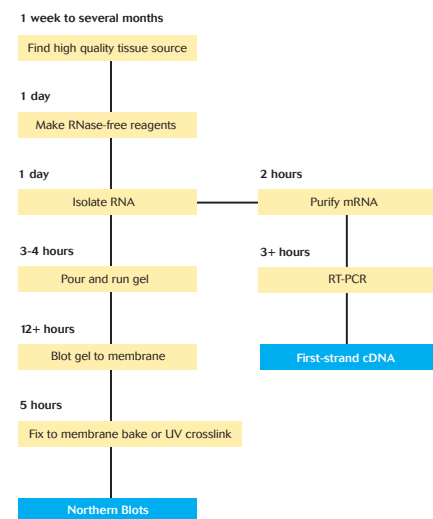 1 week to several months
Find high quality tissue source
1 day
Make RNase-free reagents
1 day
Isolate RNA
2 hours
Purify mRNA
3-4 hours
Pour and run gel
3+ hours
RT-PCR
12+ hours
Blot gel to membrane
First-strand cDNA
5 hours
Fix to membrane bake or UV crosslink
Northern Blots